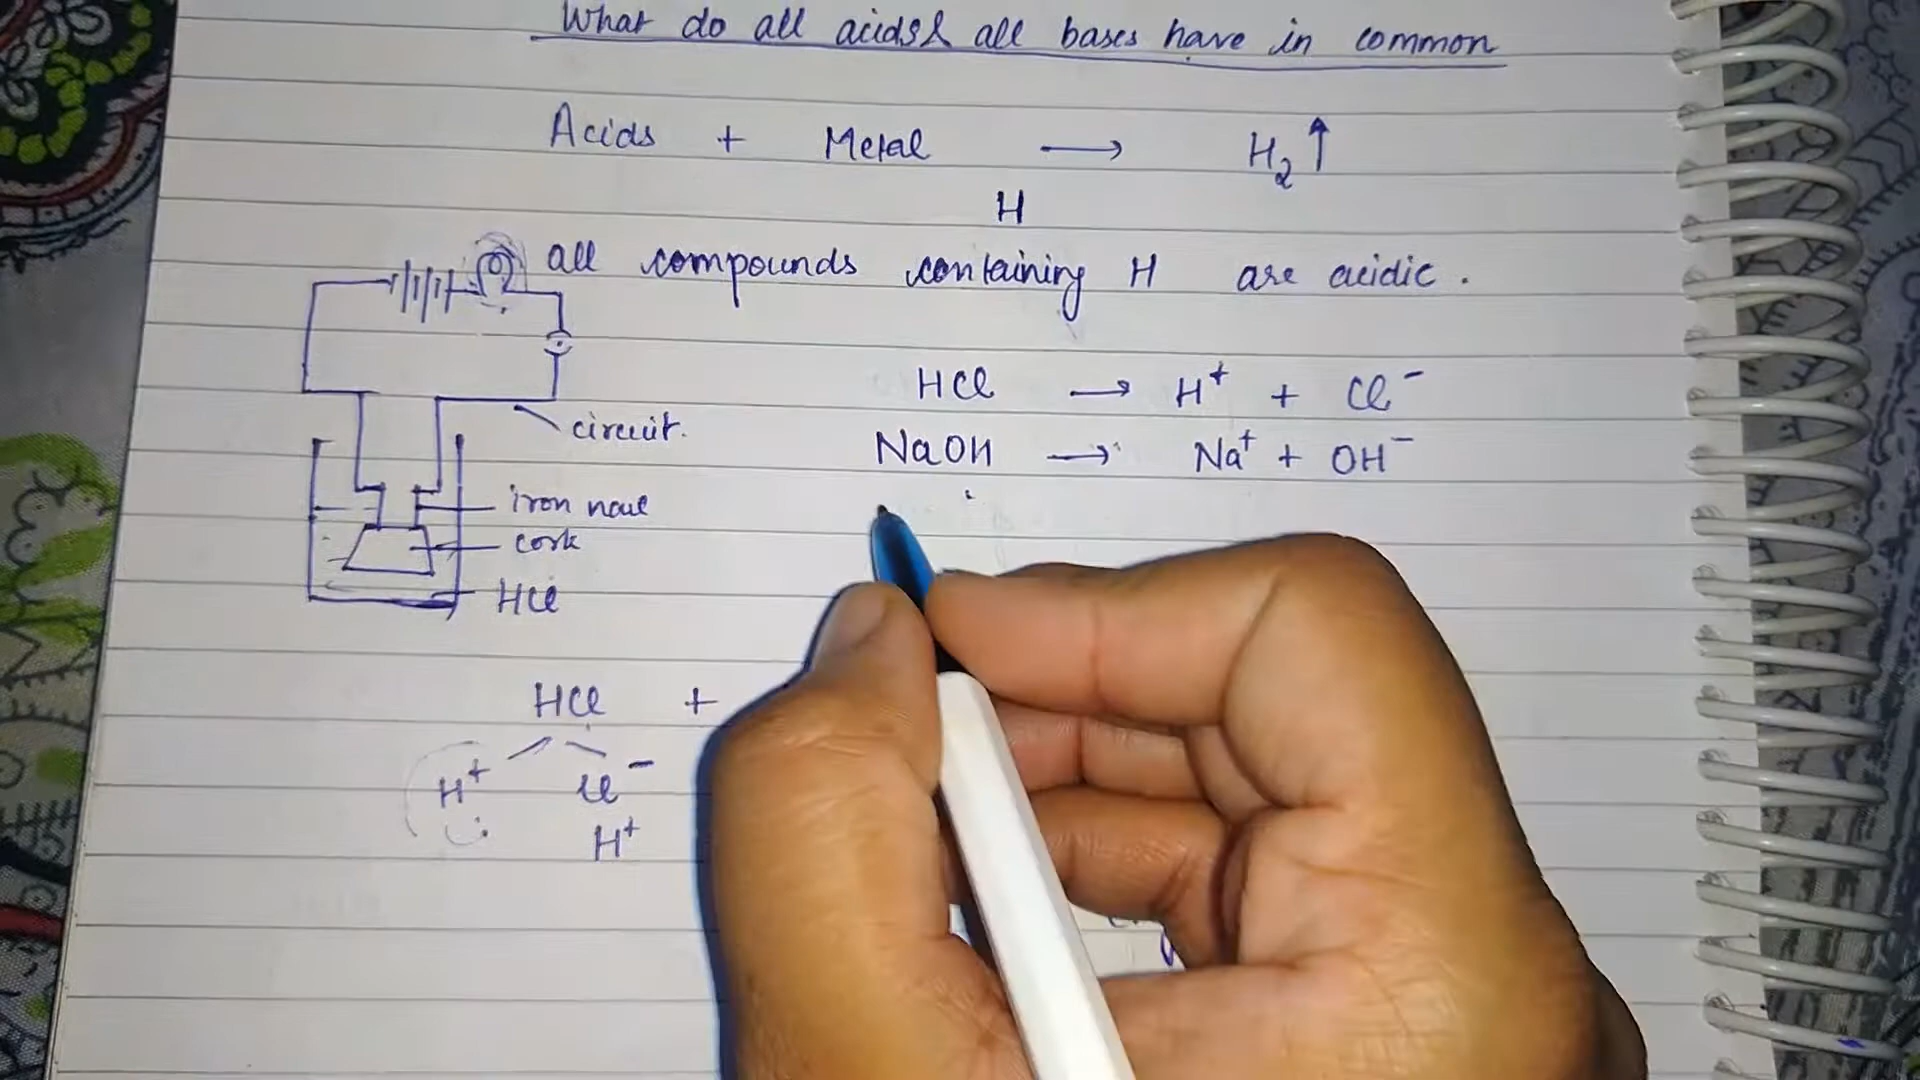 What do all acids & all bases have in common
Acids + Metal → H₂↑
H
all compounds containing H are acidic.
HCl → H⁺ + Cl⁻
circuit.
NaOH → Na⁺ + OH⁻
iron nail
cork
HCl
HCl +
H⁺ Cl⁻
H⁺